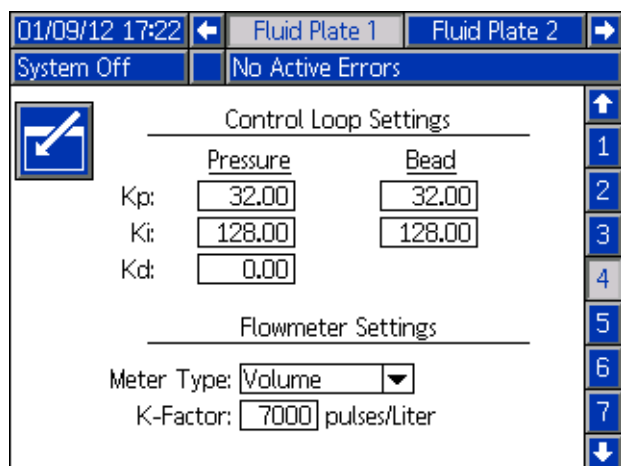 01/09/12 17:22 Fluid Plate 1 Fluid Plate 2
System Off No Active Errors
Control Loop Settings
Pressure Bead
Kp: 32.00 32.00
Ki: 128.00 128.00
Kd: 0.00
Flowmeter Settings
Meter Type: Volume
K-Factor: 7000 pulses/Liter
1
2
3
4
5
6
7